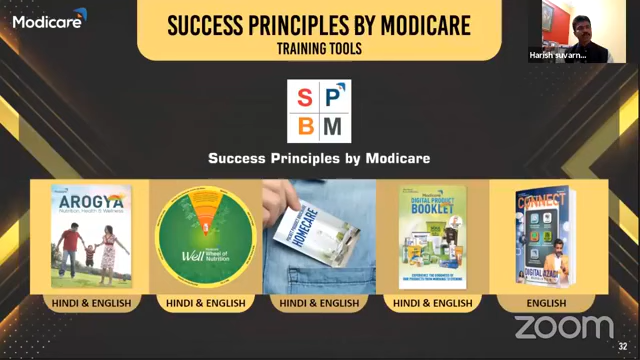 Modicare
SUCCESS PRINCIPLES BY MODICARE
TRAINING TOOLS
Harish suvarn...
S P
B M
Success Principles by Modicare
AROGYA
Nutrition, Health & Wellness
HINDI & ENGLISH
Well Wheel of
Nutrition
HINDI & ENGLISH
HOMECARE
HINDI & ENGLISH
Modicare
DIGITAL PRODUCT
BOOKLET
HINDI & ENGLISH
CONNECT
DIGITAL AZADI
ENGLISH
zoom
32